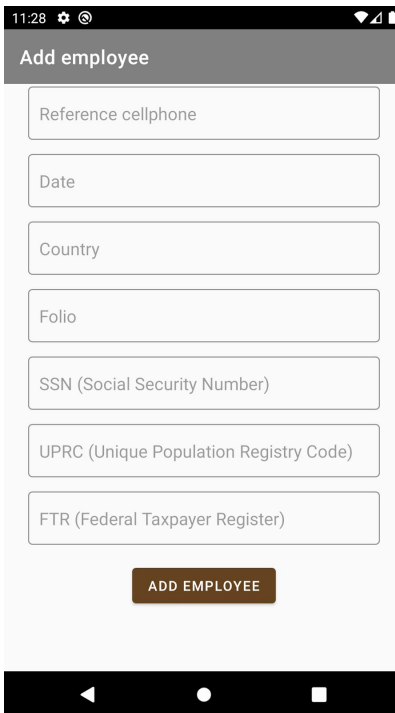 11:28
Add employee
Reference cellphone
Date
Country
Folio
SSN (Social Security Number)
UPRC (Unique Population Registry Code)
FTR (Federal Taxpayer Register)
ADD EMPLOYEE